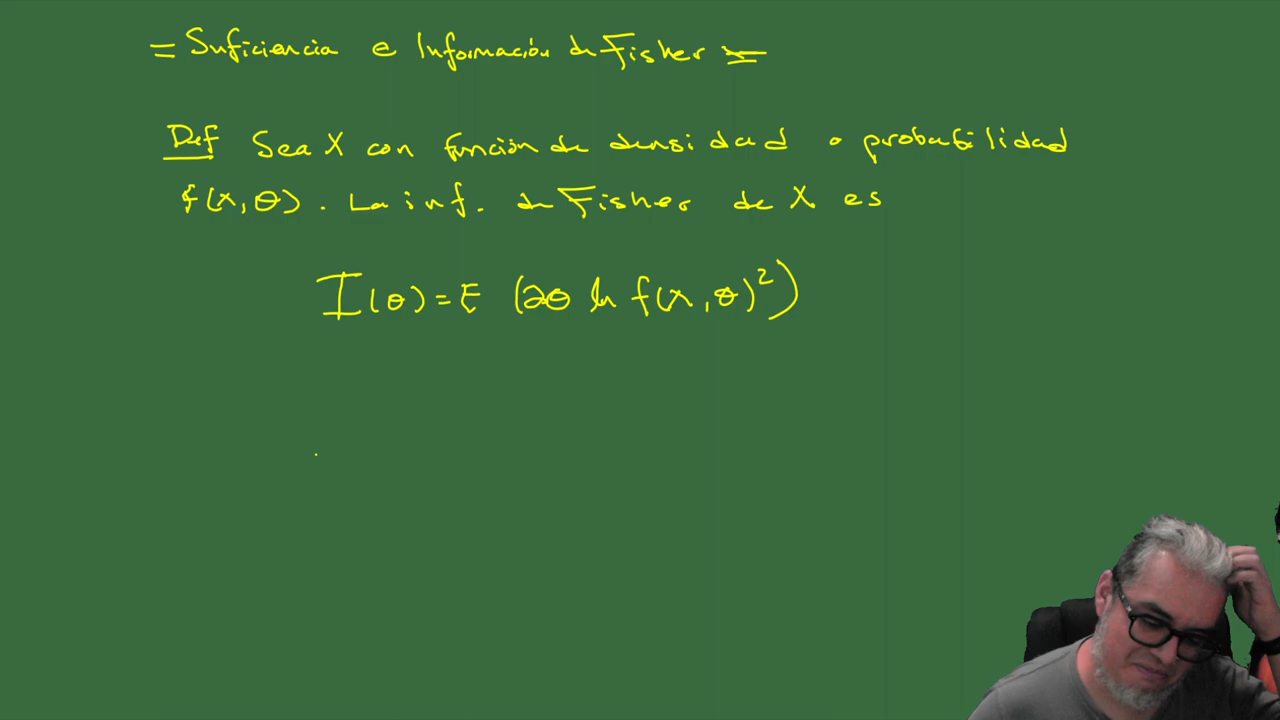 = Suficiencia e Información de Fisher =
Def Sea X con función de densidad o probabilidad
f(x,θ). La inf. de Fisher de X es
I(θ) = E (∂θ ln f(x,θ)²)